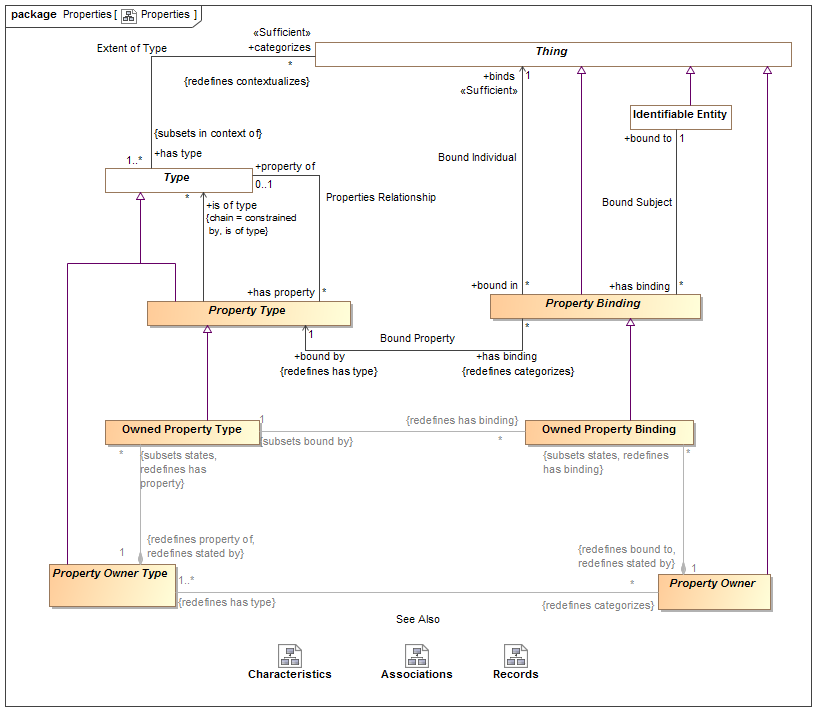 package Properties [ Properties ]
«Sufficient»
Extent of Type
+categorizes
Thing
*
{redefines contextualizes}
+binds
1
«Sufficient»
Identifiable Entity
{subsets in context of}
+bound to
1
1..*
+has type
Bound Individual
+property of
Type
0..1
*
+is of type
{chain = constrained
by, is of type}
Properties Relationship
Bound Subject
+has property
*
+bound in
*
+has binding
*
Property Type
Property Binding
1
Bound Property
*
+bound by
+has binding
{redefines has type}
{redefines categorizes}
1
{redefines has binding}
Owned Property Type
Owned Property Binding
{subsets bound by}
*
*
{subsets states,
redefines has
property}
{subsets states, redefines
has binding}
*
{redefines property of,
redefines stated by}
1
{redefines bound to,
redefines stated by}
1
Property Owner Type
1..*
*
Property Owner
{redefines has type}
{redefines categorizes}
See Also
Characteristics
Associations
Records